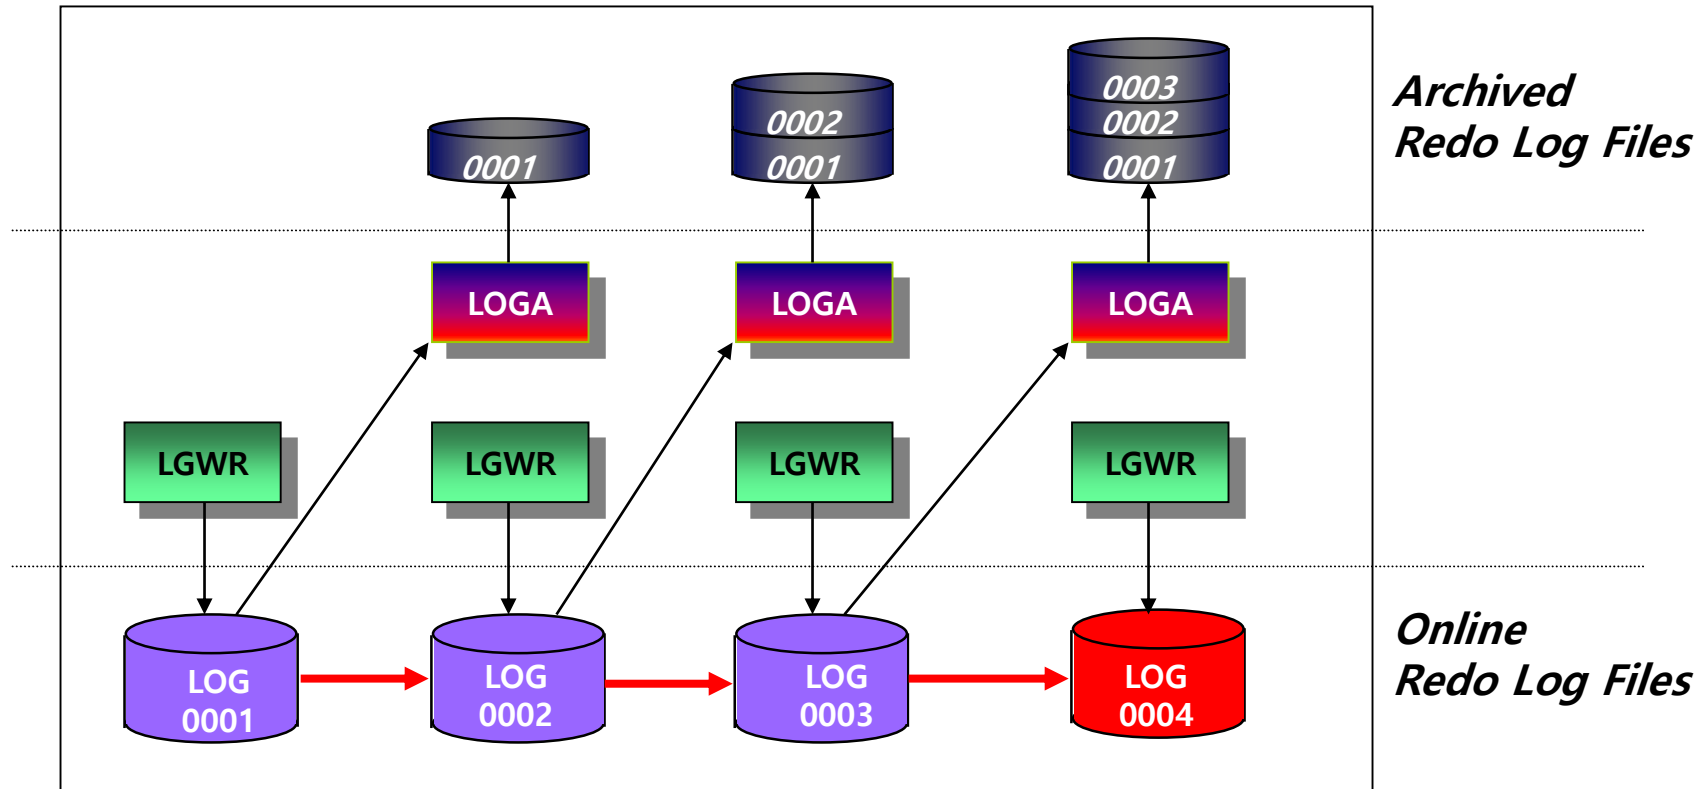 0003
0002
0002
0001
0001
0001
Archived
Redo Log Files
LOGA
LOGA
LOGA
LGWR
LGWR
LGWR
LGWR
LOG
0001
LOG
0002
LOG
0003
LOG
0004
Online
Redo Log Files